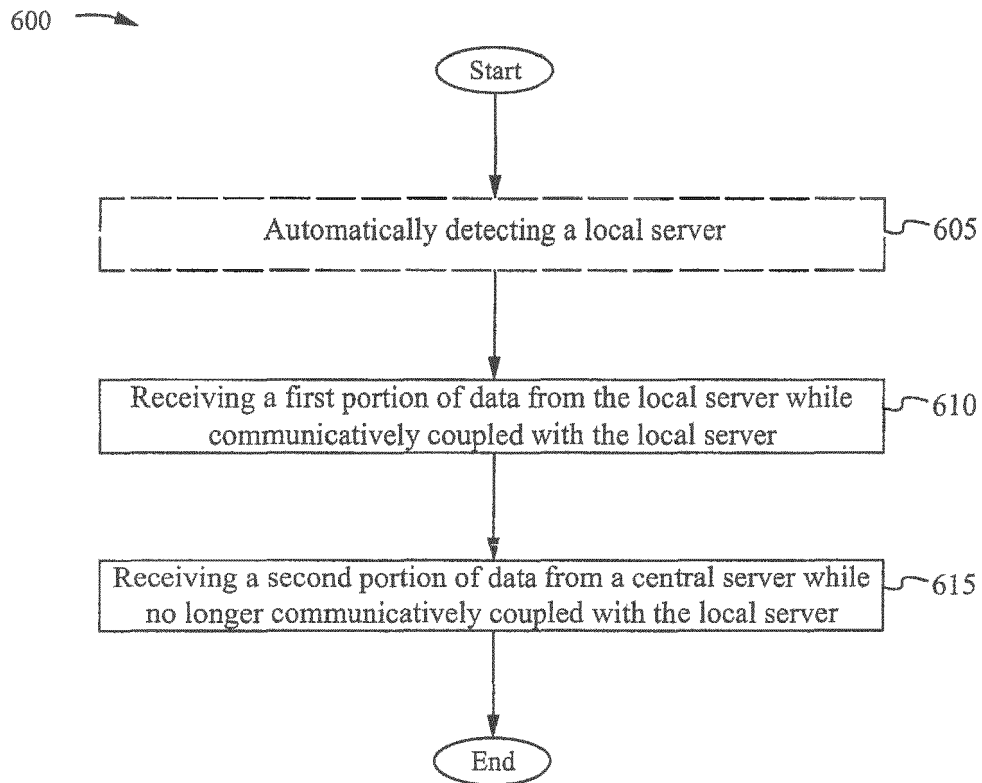 600
Start
Automatically detecting a local server
605
Receiving a first portion of data from the local server while
communicatively coupled with the local server
610
Receiving a second portion of data from a central server while
no longer communicatively coupled with the local server
615
End